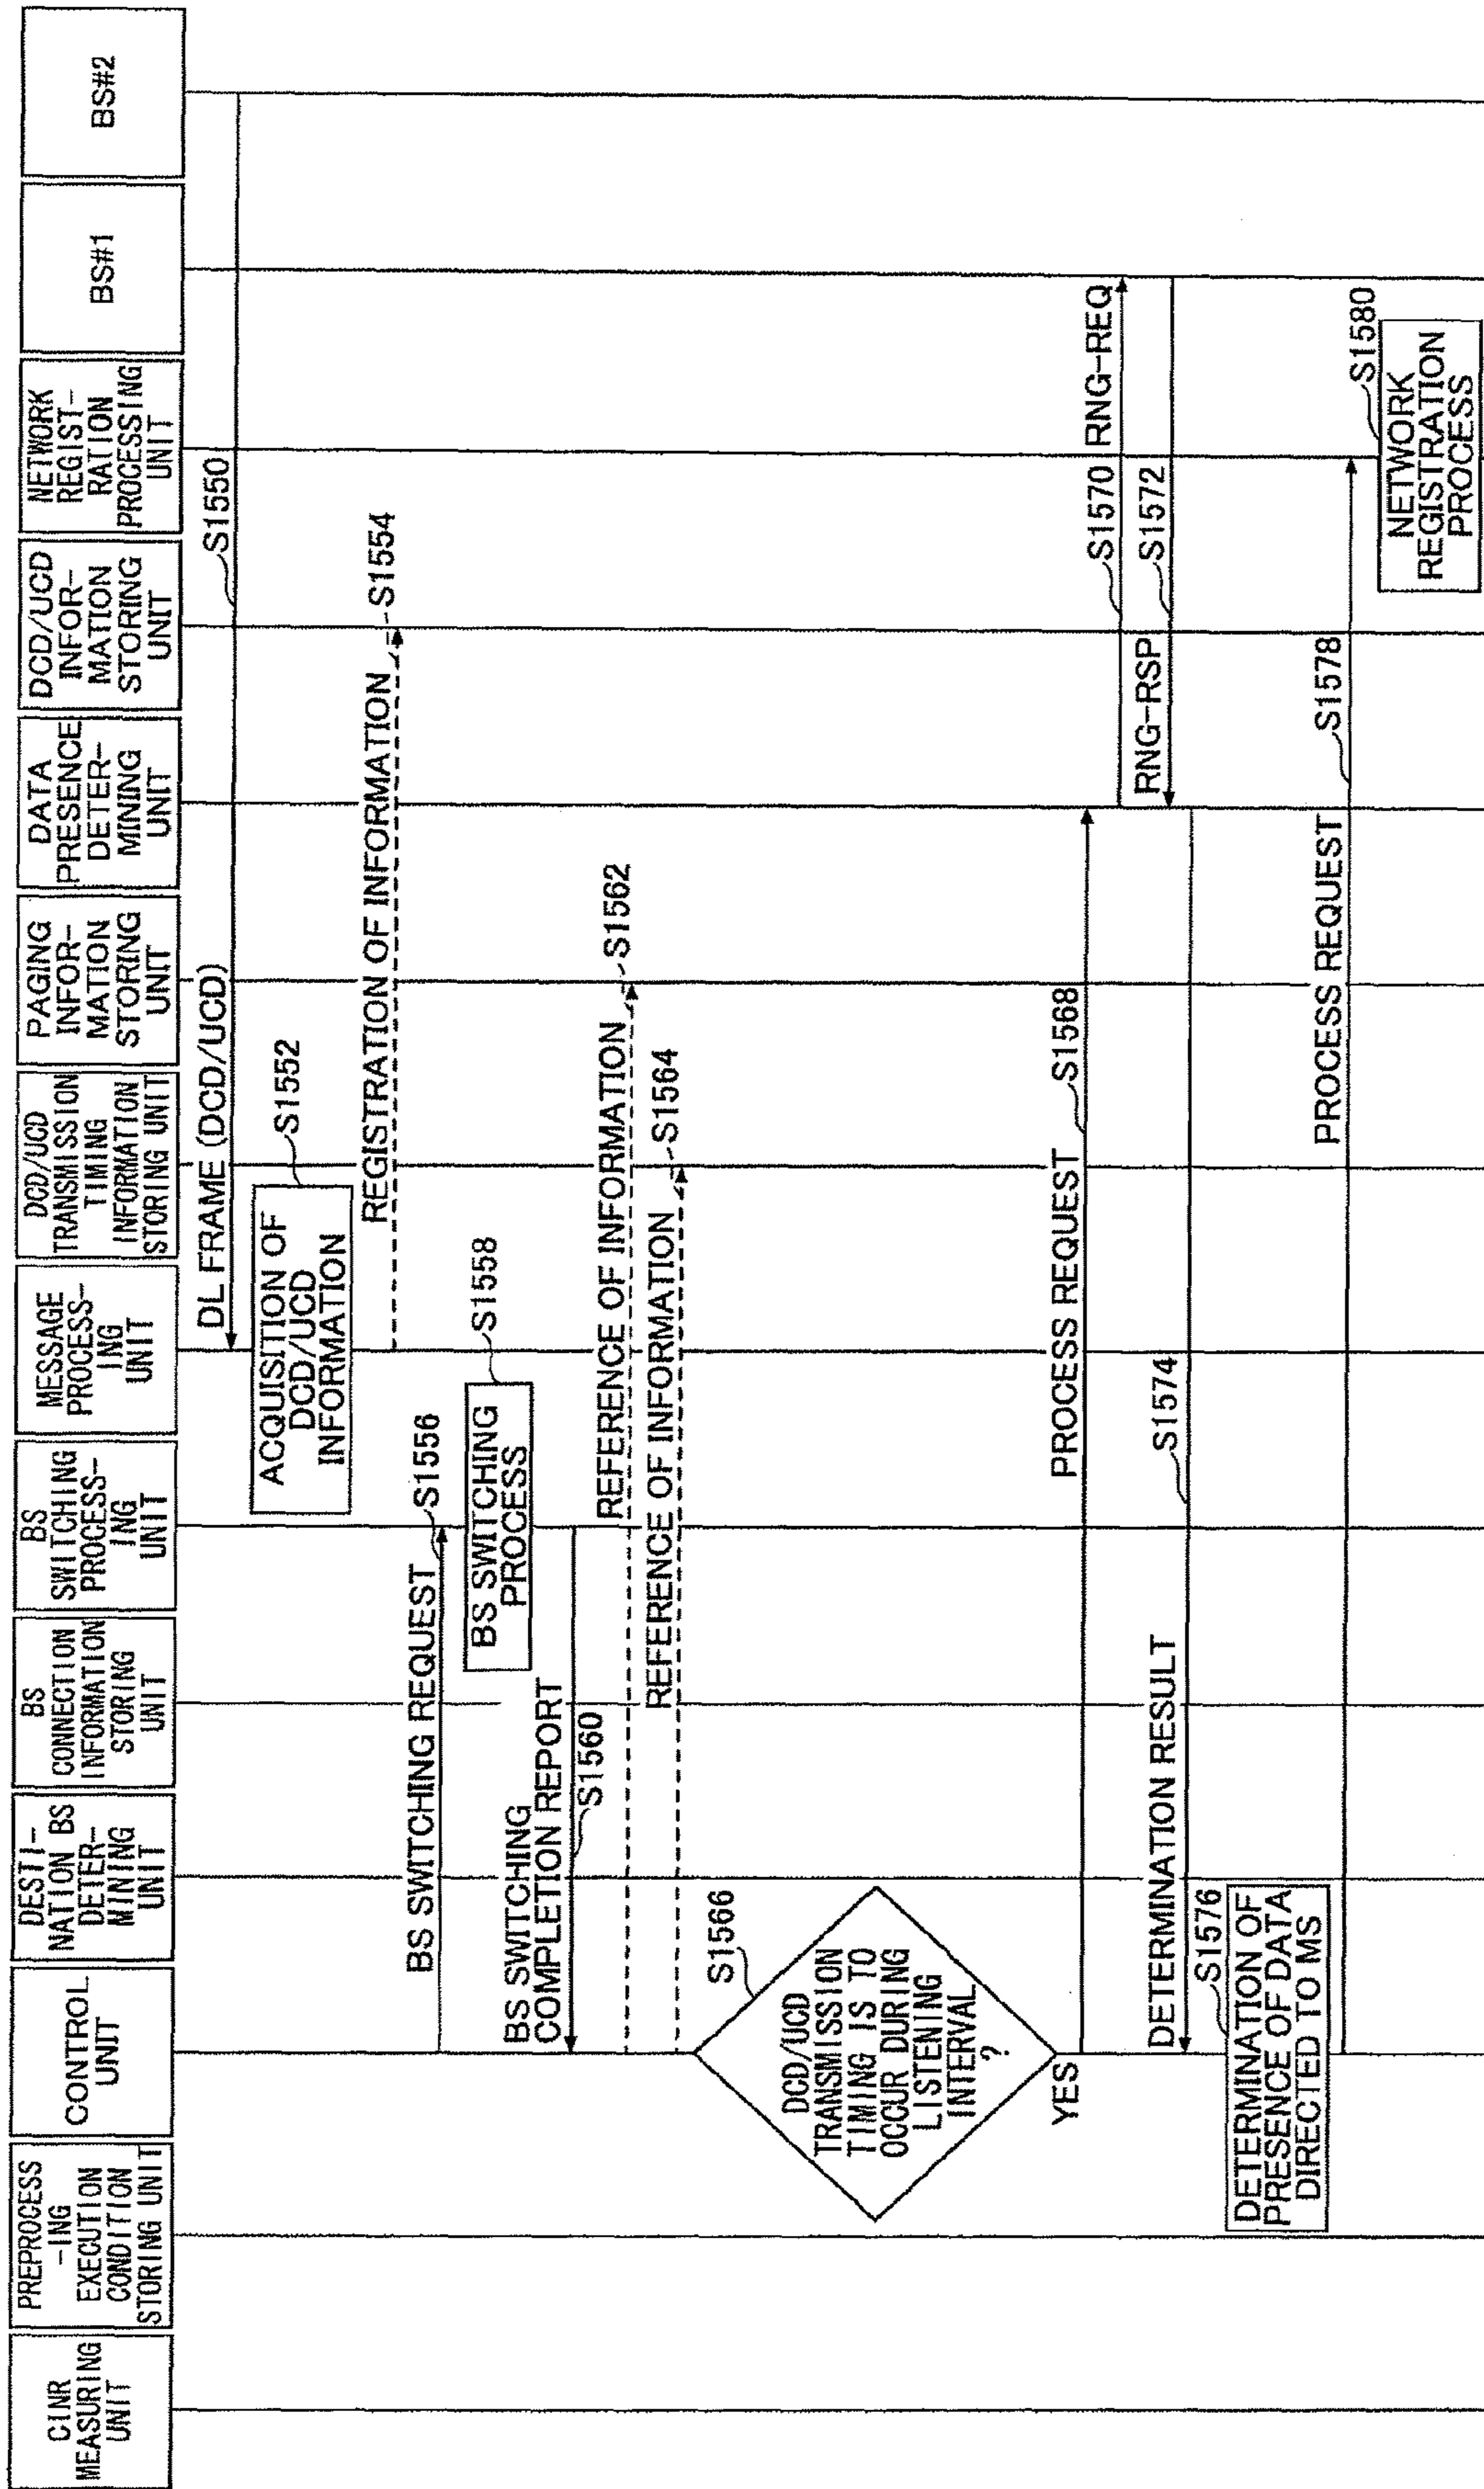 CINR
MEASURING
UNIT
PREPROCESS
-ING
EXECUTION
CONDITION
STORING UNIT
CONTROL
UNIT
DESTI-
NATION BS
DETER-
MINING
UNIT
BS
CONNECTION
INFORMATION
STORING
UNIT
BS
SWITCHING
PROCESS-
ING
UNIT
MESSAGE
PROCESS-
ING
UNIT
DCD/UCD
TRANSMISSION
TIMING
INFORMATION
STORING UNIT
PAGING
INFOR-
MATION
STORING
UNIT
DATA
PRESENCE
DETER-
MINING
UNIT
DCD/UCD
INFOR-
MATION
STORING
UNIT
NETWORK
REGIST-
RATION
PROCESSING
UNIT
BS#1
BS#2
DL FRAME (DCD/UCD)
S1550
ACQUISITION OF
DCD/UCD
INFORMATION
S1552
REGISTRATION OF INFORMATION
S1554
BS SWITCHING REQUEST
S1556
BS SWITCHING
PROCESS
S1558
BS SWITCHING
COMPLETION REPORT
S1560
REFERENCE OF INFORMATION
S1562
REFERENCE OF INFORMATION
S1564
S1566
DCD/UCD
TRANSMISSION
TIMING IS TO
OCCUR DURING
LISTENING
INTERVAL
?
YES
PROCESS REQUEST
S1568
S1570
RNG-REQ
RNG-RSP
S1572
DETERMINATION RESULT
S1574
S1576
DETERMINATION OF
PRESENCE OF DATA
DIRECTED TO MS
PROCESS REQUEST
S1578
S1580
NETWORK
REGISTRATION
PROCESS